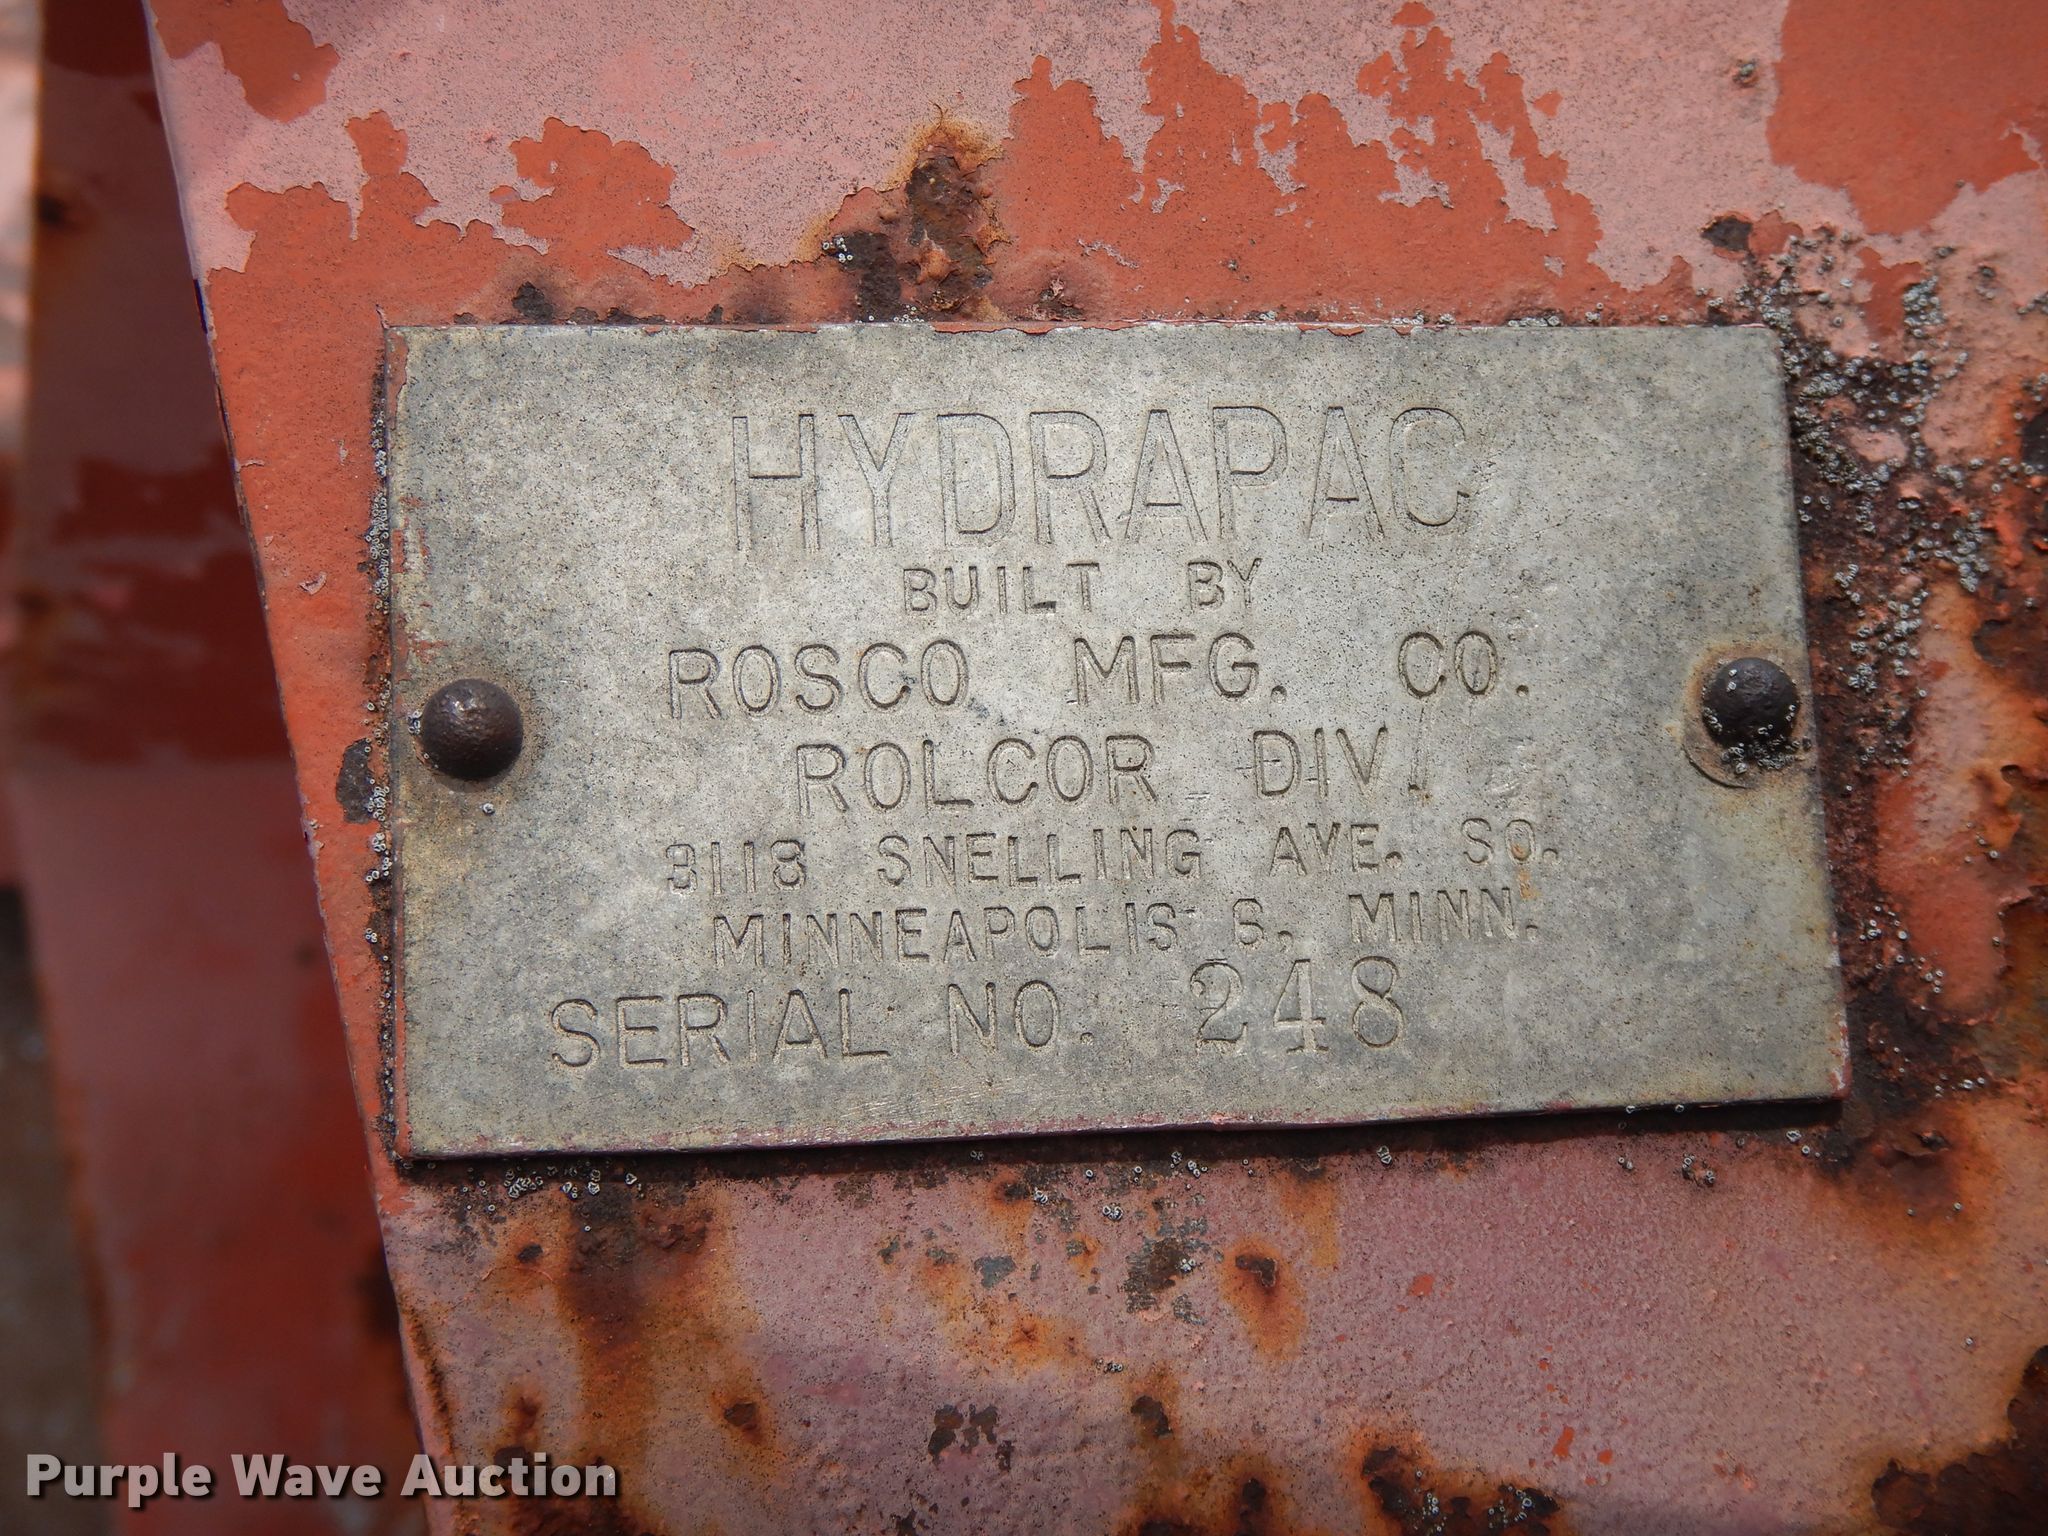 HYDRAPAC
BUILT BY
ROSCO MFG. CO.
ROLCOR DIV.
3118 SNELLING AVE. SO.
MINNEAPOLIS 6, MINN.
SERIAL NO. 248
Purple Wave Auction